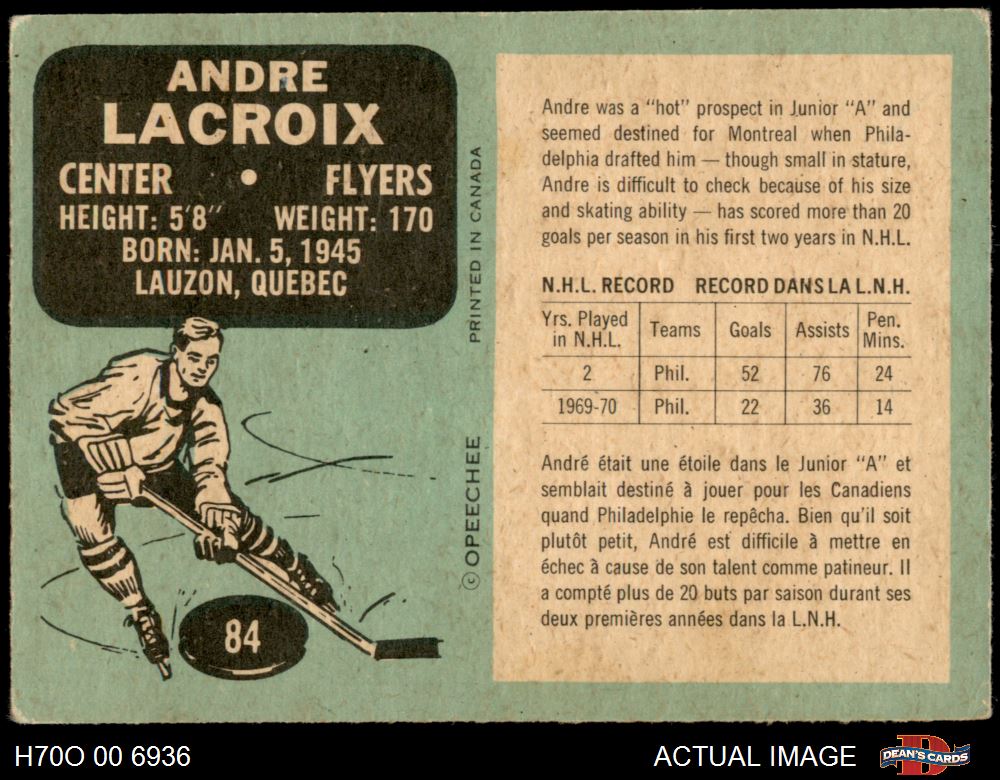 ANDRE
LACROIX
CENTER • FLYERS
HEIGHT: 5'8" WEIGHT: 170
BORN: JAN. 5, 1945
LAUZON, QUEBEC
84
© OPEECHEE PRINTED IN CANADA
Andre was a "hot" prospect in Junior "A" and
seemed destined for Montreal when Phila-
delphia drafted him — though small in stature,
Andre is difficult to check because of his size
and skating ability — has scored more than 20
goals per season in his first two years in N.H.L.
N.H.L. RECORD RECORD DANS LA L.N.H.
Yrs. Played in N.H.L. Teams Goals Assists Pen. Mins.
2 Phil. 52 76 24
1969-70 Phil. 22 36 14
André était une étoile dans le Junior "A" et
semblait destiné à jouer pour les Canadiens
quand Philadelphie le repêcha. Bien qu'il soit
plutôt petit, André est difficile à mettre en
échec à cause de son talent comme patineur. Il
a compté plus de 20 buts par saison durant ses
deux premières années dans la L.N.H.
H70O 00 6936
ACTUAL IMAGE
DEAN'S CARDS